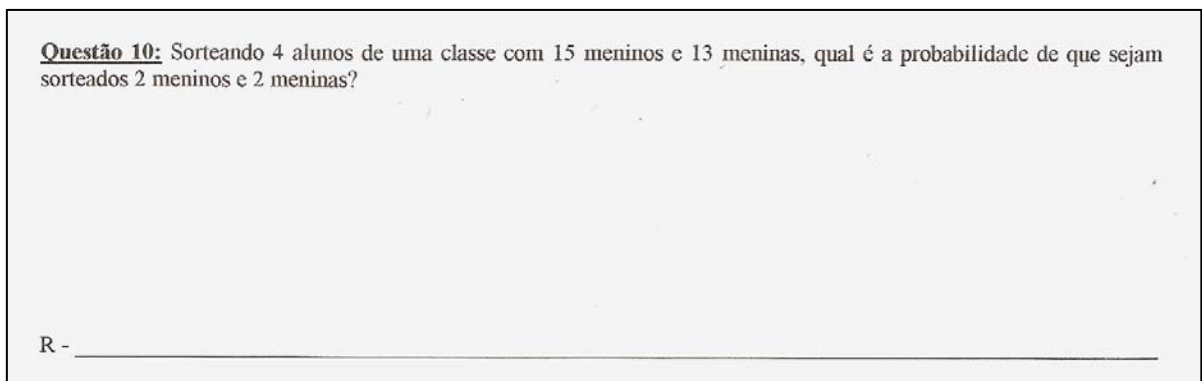 Questão 10: Sorteando 4 alunos de uma classe com 15 meninos e 13 meninas, qual é a probabilidade de que sejam
sorteados 2 meninos e 2 meninas?
R -